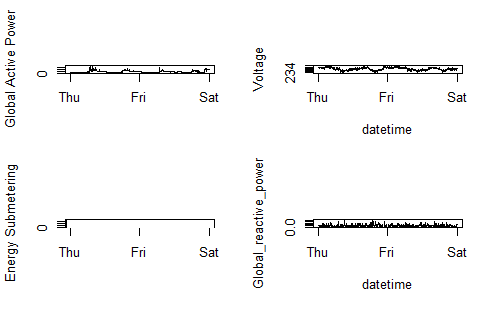 Global Active Power
0
Thu Fri Sat
Voltage
234
Thu Fri Sat
datetime
Energy Submetering
0
Thu Fri Sat
Global_reactive_power
0.0
Thu Fri Sat
datetime